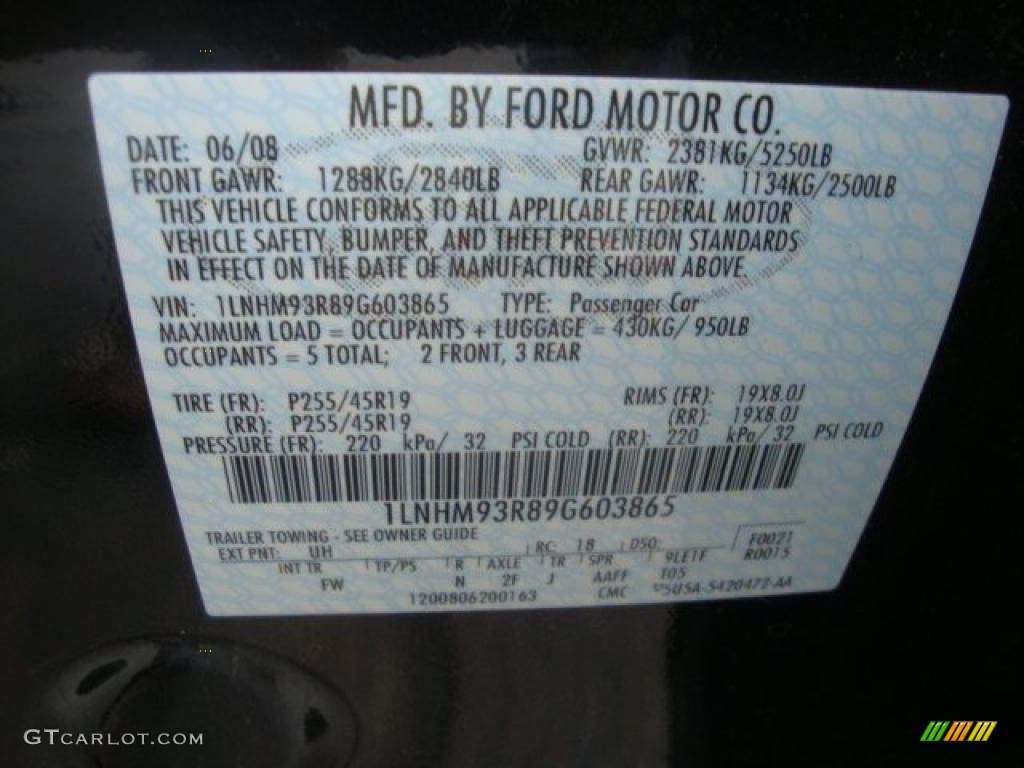 MFD. BY FORD MOTOR CO.
DATE: 06/08 GVWR: 2381KG/5250LB
FRONT GAWR: 1288KG/2840LB REAR GAWR: 1134KG/2500LB
THIS VEHICLE CONFORMS TO ALL APPLICABLE FEDERAL MOTOR
VEHICLE SAFETY, BUMPER, AND THEFT PREVENTION STANDARDS
IN EFFECT ON THE DATE OF MANUFACTURE SHOWN ABOVE.
VIN: 1LNHM93R89G603865 TYPE: Passenger Car
MAXIMUM LOAD = OCCUPANTS + LUGGAGE = 430KG/ 950LB
OCCUPANTS = 5 TOTAL; 2 FRONT, 3 REAR
TIRE (FR): P255/45R19 RIMS (FR): 19X8.0J
(RR): P255/45R19 (RR): 19X8.0J
PRESSURE (FR): 220 kPa/ 32 PSI COLD (RR): 220 kPa/ 32 PSI COLD
1LNHM93R89G603865
TRAILER TOWING - SEE OWNER GUIDE
EXT PNT: UH RC: 18 DSO: F0021
INT TR TP/PS R AXLE TR SPR 9LE1F R0015
FW N 2F J AAFF T05
1200806200163 CMC 5U5A-5420472-AA
GTCARLOT.COM